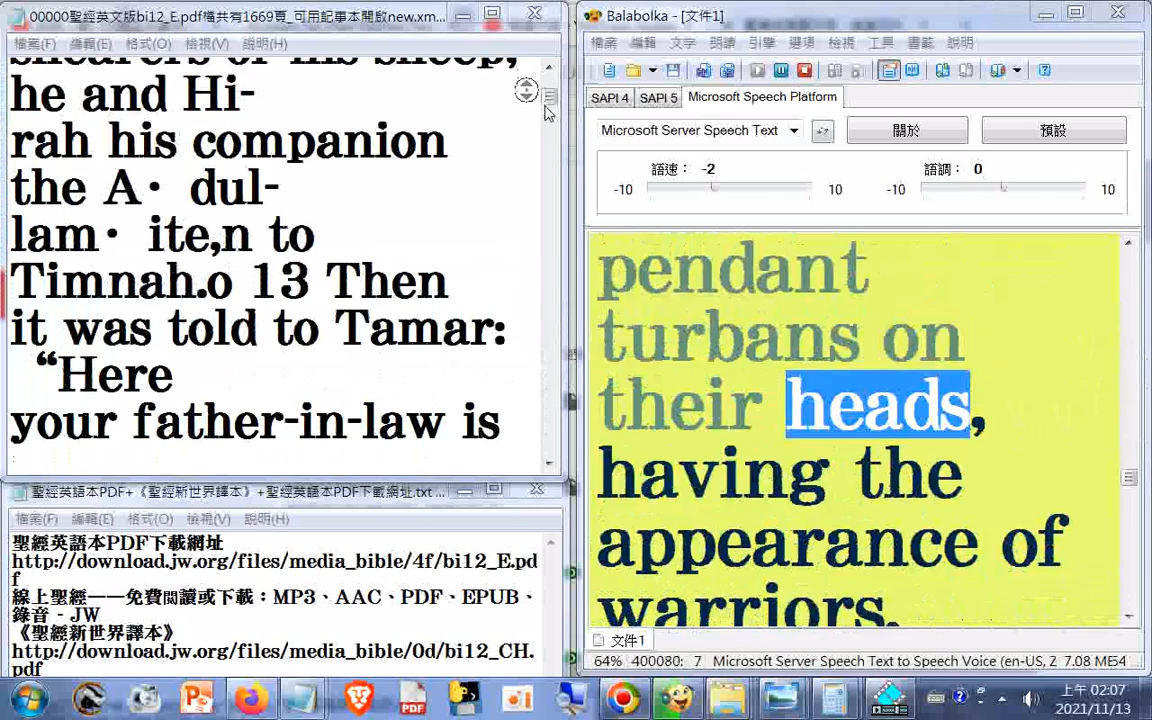 00000聖經英文版bi12_E.pdf檔共有1669頁_可用記事本開啟new.xm...
檔案(F) 編輯(E) 格式(O) 檢視(V) 說明(H)
shearers of his sheep,
he and Hi-
rah his companion
the A· dul-
lam· ite,n to
Timnah.o 13 Then
it was told to Tamar:
“Here
your father-in-law is
聖經英語本PDF+《聖經新世界譯本》+聖經英語本PDF下載網址.txt ...
檔案(F) 編輯(E) 格式(O) 檢視(V) 說明(H)
聖經英語本PDF下載網址
http://download.jw.org/files/media_bible/4f/bi12_E.pd
f
線上聖經——免費閱讀或下載：MP3、AAC、PDF、EPUB、
錄音 - JW
《聖經新世界譯本》
http://download.jw.org/files/media_bible/0d/bi12_CH.
pdf
Balabolka - [文件1]
檔案 編輯 文字 朗讀 引擎 選項 檢視 工具 書籤 說明
SAPI 4 SAPI 5 Microsoft Speech Platform
Microsoft Server Speech Text 關於 預設
語速： -2 語調： 0
-10 10 -10 10
pendant
turbans on
their heads,
having the
appearance of
warriors.
文件1
64% 400080: 7 Microsoft Server Speech Text to Speech Voice (en-US, Z 7.08 ME54
上午 02:07
2021/11/13